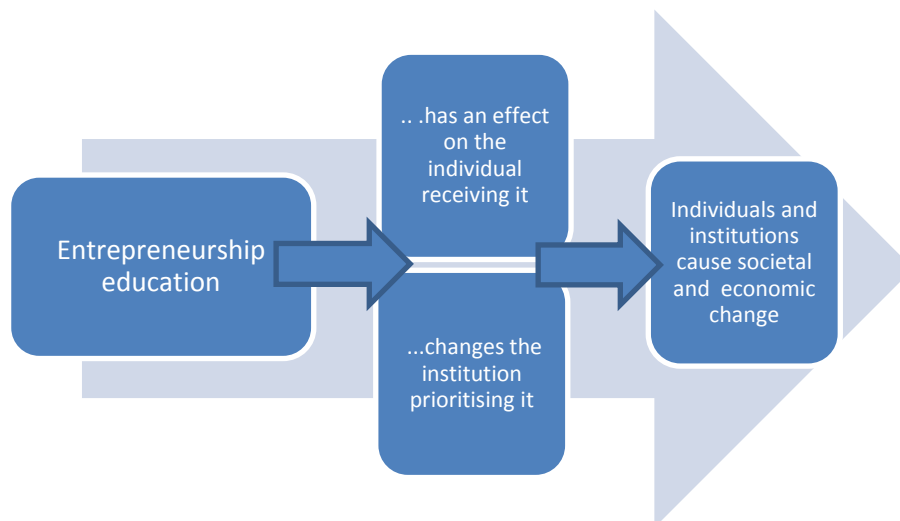 Entrepreneurship
education
.. .has an effect
on the
individual
receiving it
...changes the
institution
prioritising it
Individuals and
institutions
cause societal
and economic
change